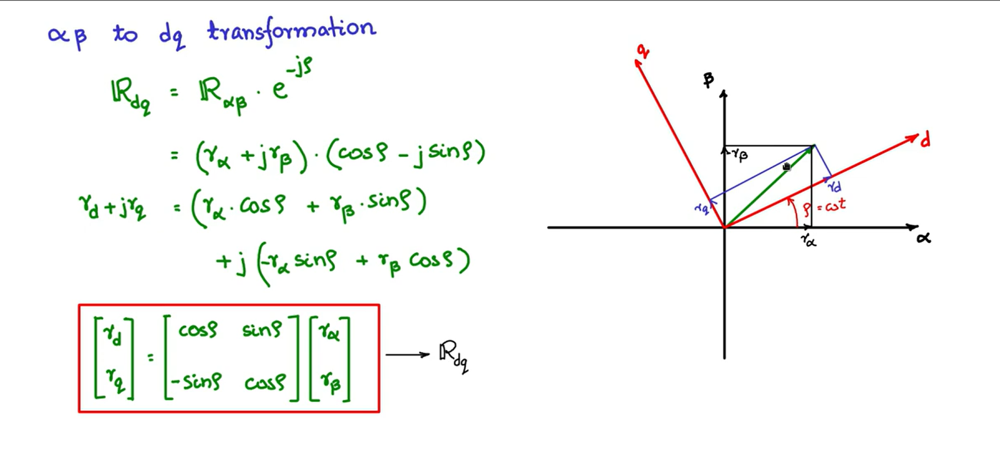 αβ to dq transformation
ℝdq = ℝαβ · e^-jρ
= (rα + jrβ) · (cosρ - j sinρ)
rd + jrq = (rα · cosρ + rβ · sinρ)
+ j (-rα sinρ + rβ cosρ)
[rd rq] = [cosρ sinρ -sinρ cosρ] [rα rβ] → ℝdq
q
β
d
rβ
rd
rq
ρ = ωt
rα
α